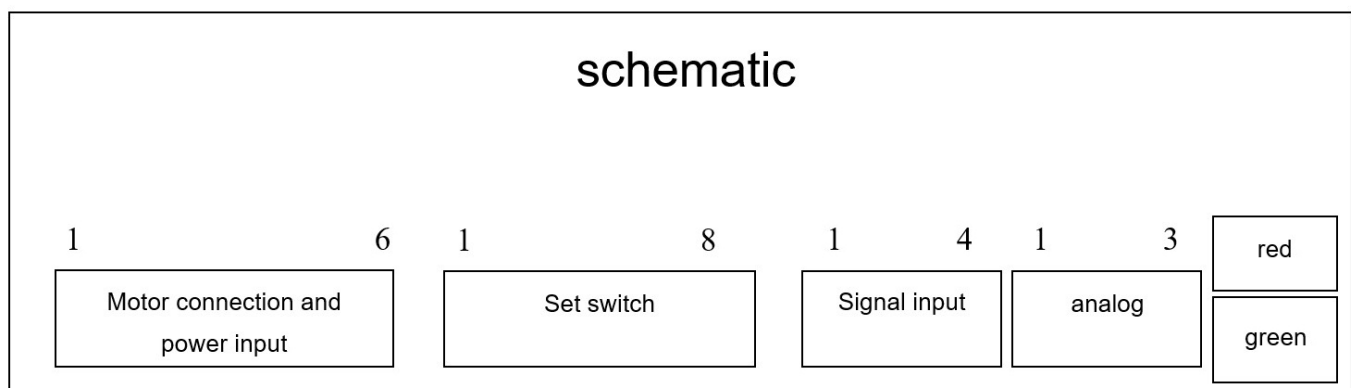 schematic
1 6 1 8 1 4 1 3
red
Motor connection and
power input
Set switch
Signal input
analog
green